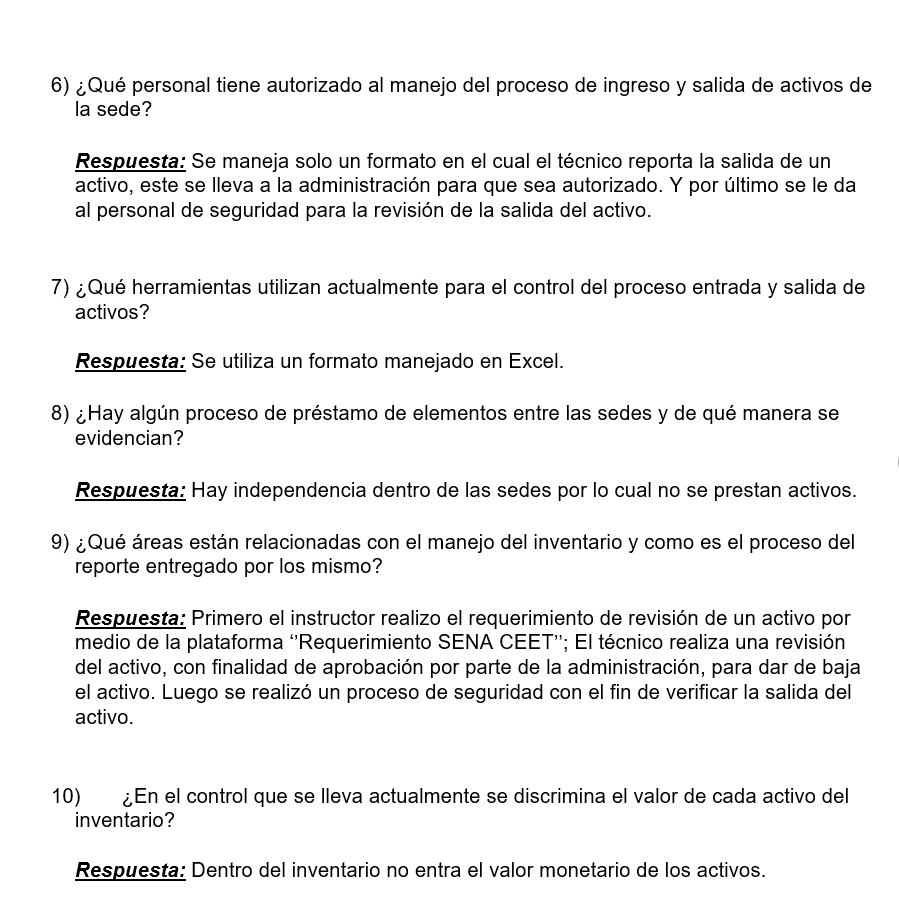 6) ¿Qué personal tiene autorizado al manejo del proceso de ingreso y salida de activos de
la sede?
Respuesta: Se maneja solo un formato en el cual el técnico reporta la salida de un
activo, este se lleva a la administración para que sea autorizado. Y por último se le da
al personal de seguridad para la revisión de la salida del activo.
7) ¿Qué herramientas utilizan actualmente para el control del proceso entrada y salida de
activos?
Respuesta: Se utiliza un formato manejado en Excel.
8) ¿Hay algún proceso de préstamo de elementos entre las sedes y de qué manera se
evidencian?
Respuesta: Hay independencia dentro de las sedes por lo cual no se prestan activos.
9) ¿Qué áreas están relacionadas con el manejo del inventario y como es el proceso del
reporte entregado por los mismo?
Respuesta: Primero el instructor realizo el requerimiento de revisión de un activo por
medio de la plataforma ‘’Requerimiento SENA CEET’’; El técnico realiza una revisión
del activo, con finalidad de aprobación por parte de la administración, para dar de baja
el activo. Luego se realizó un proceso de seguridad con el fin de verificar la salida del
activo.
10) ¿En el control que se lleva actualmente se discrimina el valor de cada activo del
inventario?
Respuesta: Dentro del inventario no entra el valor monetario de los activos.